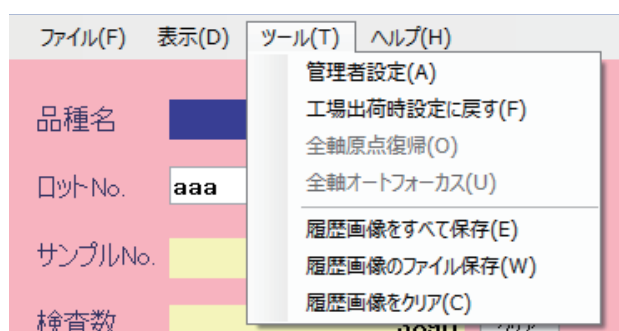 ファイル(F) 表示(D) ツール(T) ヘルプ(H)
管理者設定(A)
工場出荷時設定に戻す(F)
全軸原点復帰(O)
全軸オートフォーカス(U)
履歴画像をすべて保存(E)
履歴画像のファイル保存(W)
履歴画像をクリア(C)
品種名
ロットNo. aaa
サンプルNo.
検査数